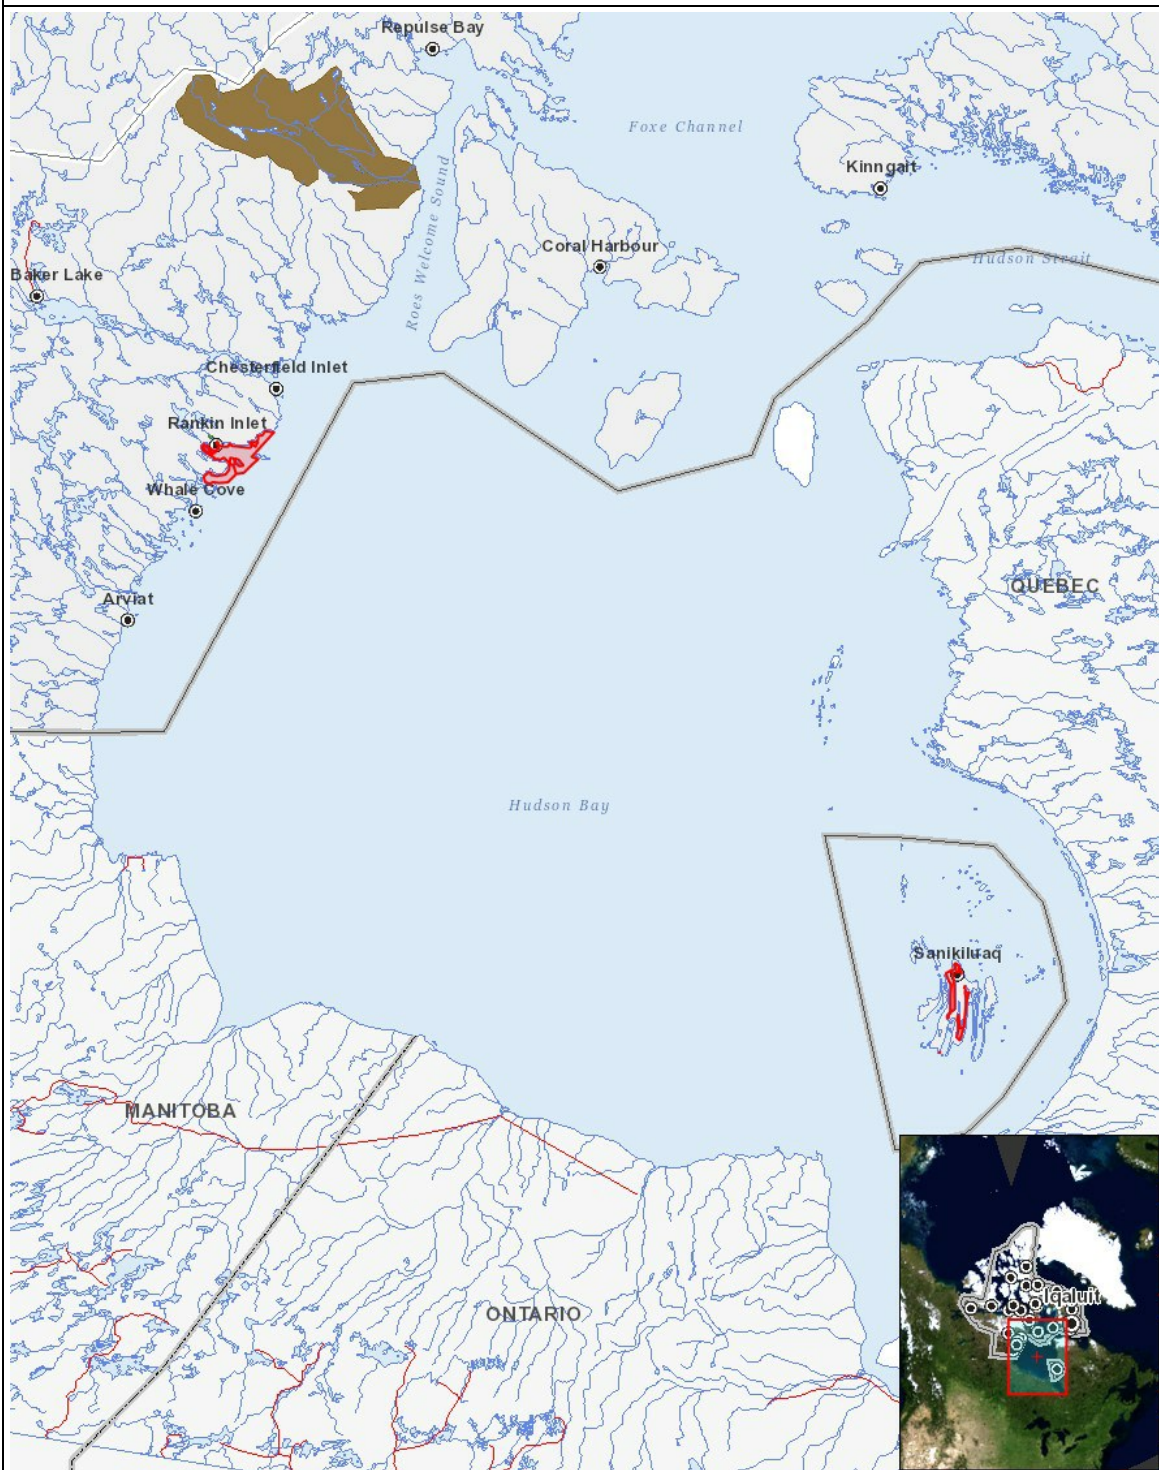 Repulse Bay
Foxe Channel
Kinngait
Roes Welcome Sound
Coral Harbour
Hudson Strait
Baker Lake
Chesterfield Inlet
Rankin Inlet
Whale Cove
QUEBEC
Arviat
Hudson Bay
Sanikiluaq
MANITOBA
Iqaluit
ONTARIO